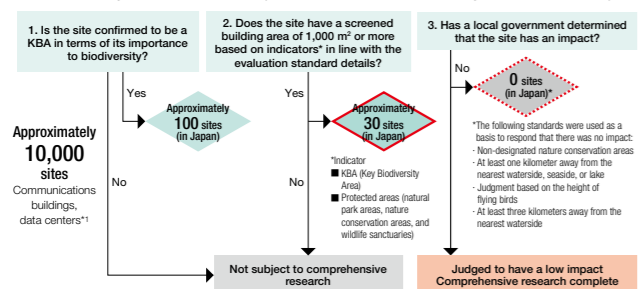 1. Is the site confirmed to be a
KBA in terms of its importance
to biodiversity?
2. Does the site have a screened
building area of 1,000 m² or more
based on indicators* in line with the
evaluation standard details?
3. Has a local government determined
that the site has an impact?
Yes
Approximately
100 sites
(in Japan)
Yes
Approximately
30 sites
(in Japan)
No
0
sites
(in Japan)*
Approximately
10,000
sites
Communications
buildings,
data centers*1
No
No
*Indicator
■ KBA (Key Biodiversity
Area)
■ Protected areas (natural
park areas, nature
conservation areas, and
wildlife sanctuaries)
*The following standards were used as a
basis to respond that there was no impact:
- Non-designated nature conservation areas
- At least one kilometer away from the
nearest waterside, seaside, or lake
- Judgment based on the height of
flying birds
- At least three kilometers away from the
nearest waterside
Not subject to comprehensive
research
Judged to have a low impact
Comprehensive research complete